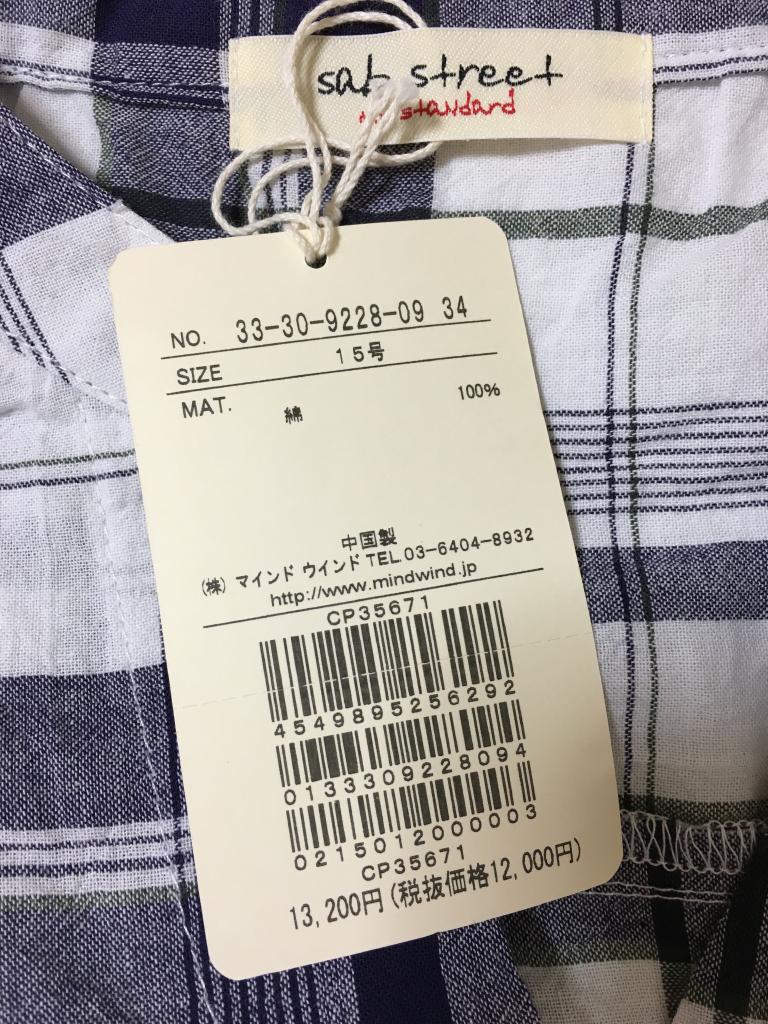 sab street
standard
NO. 33-30-9228-09 34
SIZE 15号
MAT. 綿 100%
中国製
(株) マインド ウインド TEL.03-6404-8932
http://www.mindwind.jp
CP35671
4549895256292
0133309228094
0215012000003
CP35671
13,200円(税抜価格12,000円)